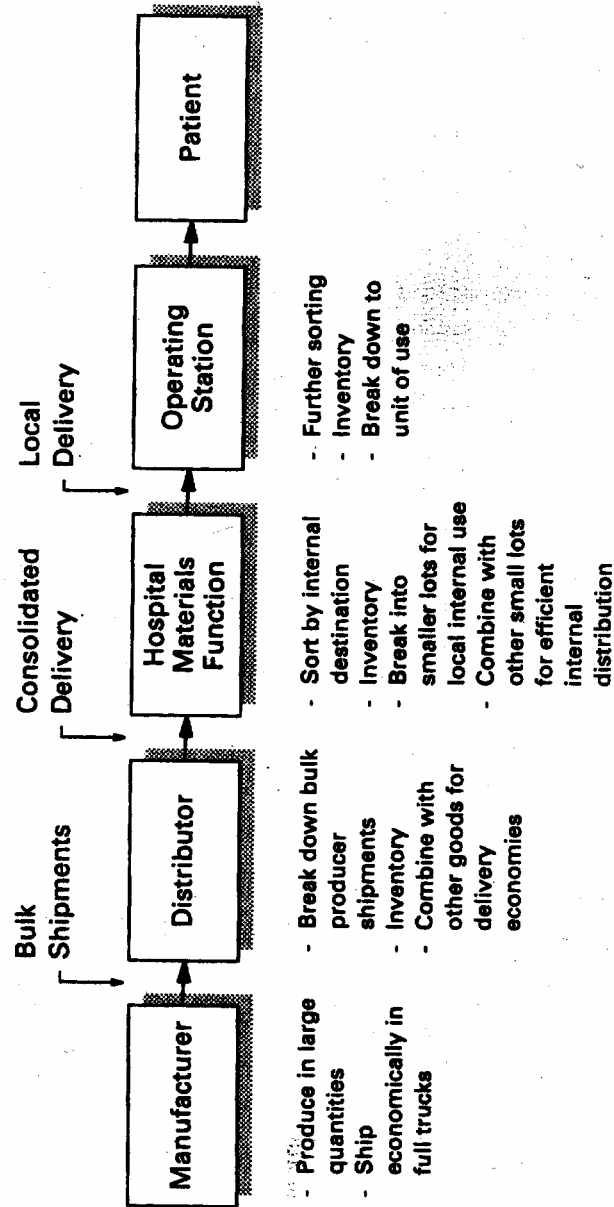 Bulk
Shipments
Consolidated
Delivery
Local
Delivery
Manufacturer
Distributor
Hospital
Materials
Function
Operating
Station
Patient
- Produce in large
quantities
- Ship
economically in
full trucks
- Break down bulk
producer
shipments
- Inventory
- Combine with
other goods for
delivery
economies
- Sort by internal
destination
- Inventory
- Break into
smaller lots for
local internal use
- Combine with
other small lots
for efficient
internal
distribution
- Further sorting
- Inventory
- Break down to
unit of use